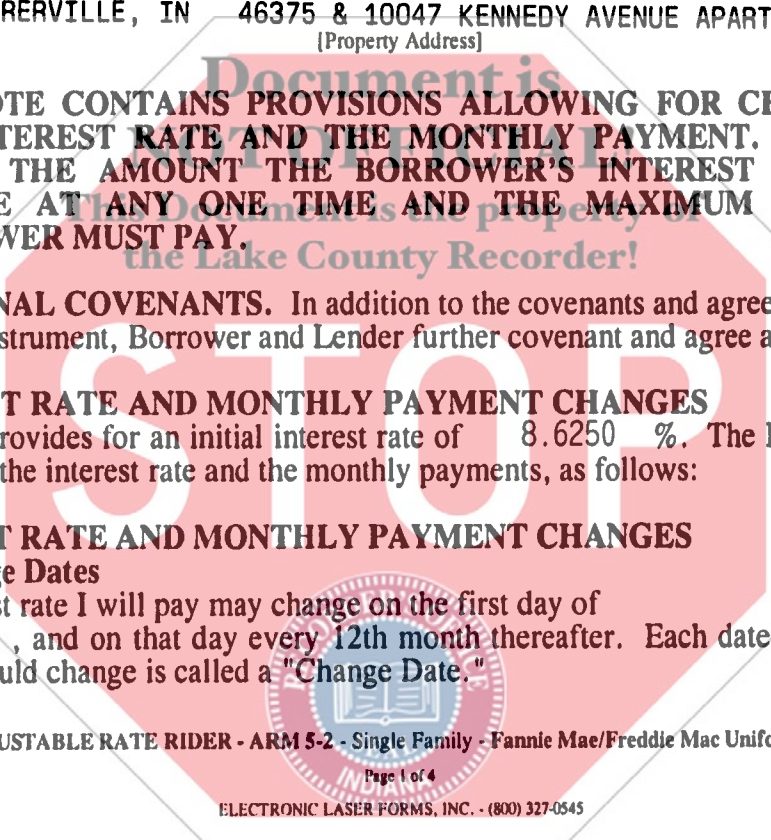 RERVILLE, IN 46375 & 10047 KENNEDY AVENUE APART
[Property Address]
Document is
OTE CONTAINS PROVISIONS ALLOWING FOR CH
NOT OFFICIAL
TEREST RATE AND THE MONTHLY PAYMENT.
THE AMOUNT THE BORROWER'S INTEREST
This Document is the property of
E AT ANY ONE TIME AND THE MAXIMUM
WER MUST PAY.
the Lake County Recorder!
NAL COVENANTS. In addition to the covenants and agree
strument, Borrower and Lender further covenant and agree a
STOP
T RATE AND MONTHLY PAYMENT CHANGES
rovides for an initial interest rate of 8.6250 %. The
the interest rate and the monthly payments, as follows:
T RATE AND MONTHLY PAYMENT CHANGES
e Dates
st rate I will pay may change on the first day of
, and on that day every 12th month thereafter. Each date
uld change is called a "Change Date."
RECORDER'S OFFICE
INDIANA
USTABLE RATE RIDER - ARM 5-2 - Single Family - Fannie Mae/Freddie Mac Unifo
Page 1 of 4
ELECTRONIC LASER FORMS, INC. - (800) 327-0545